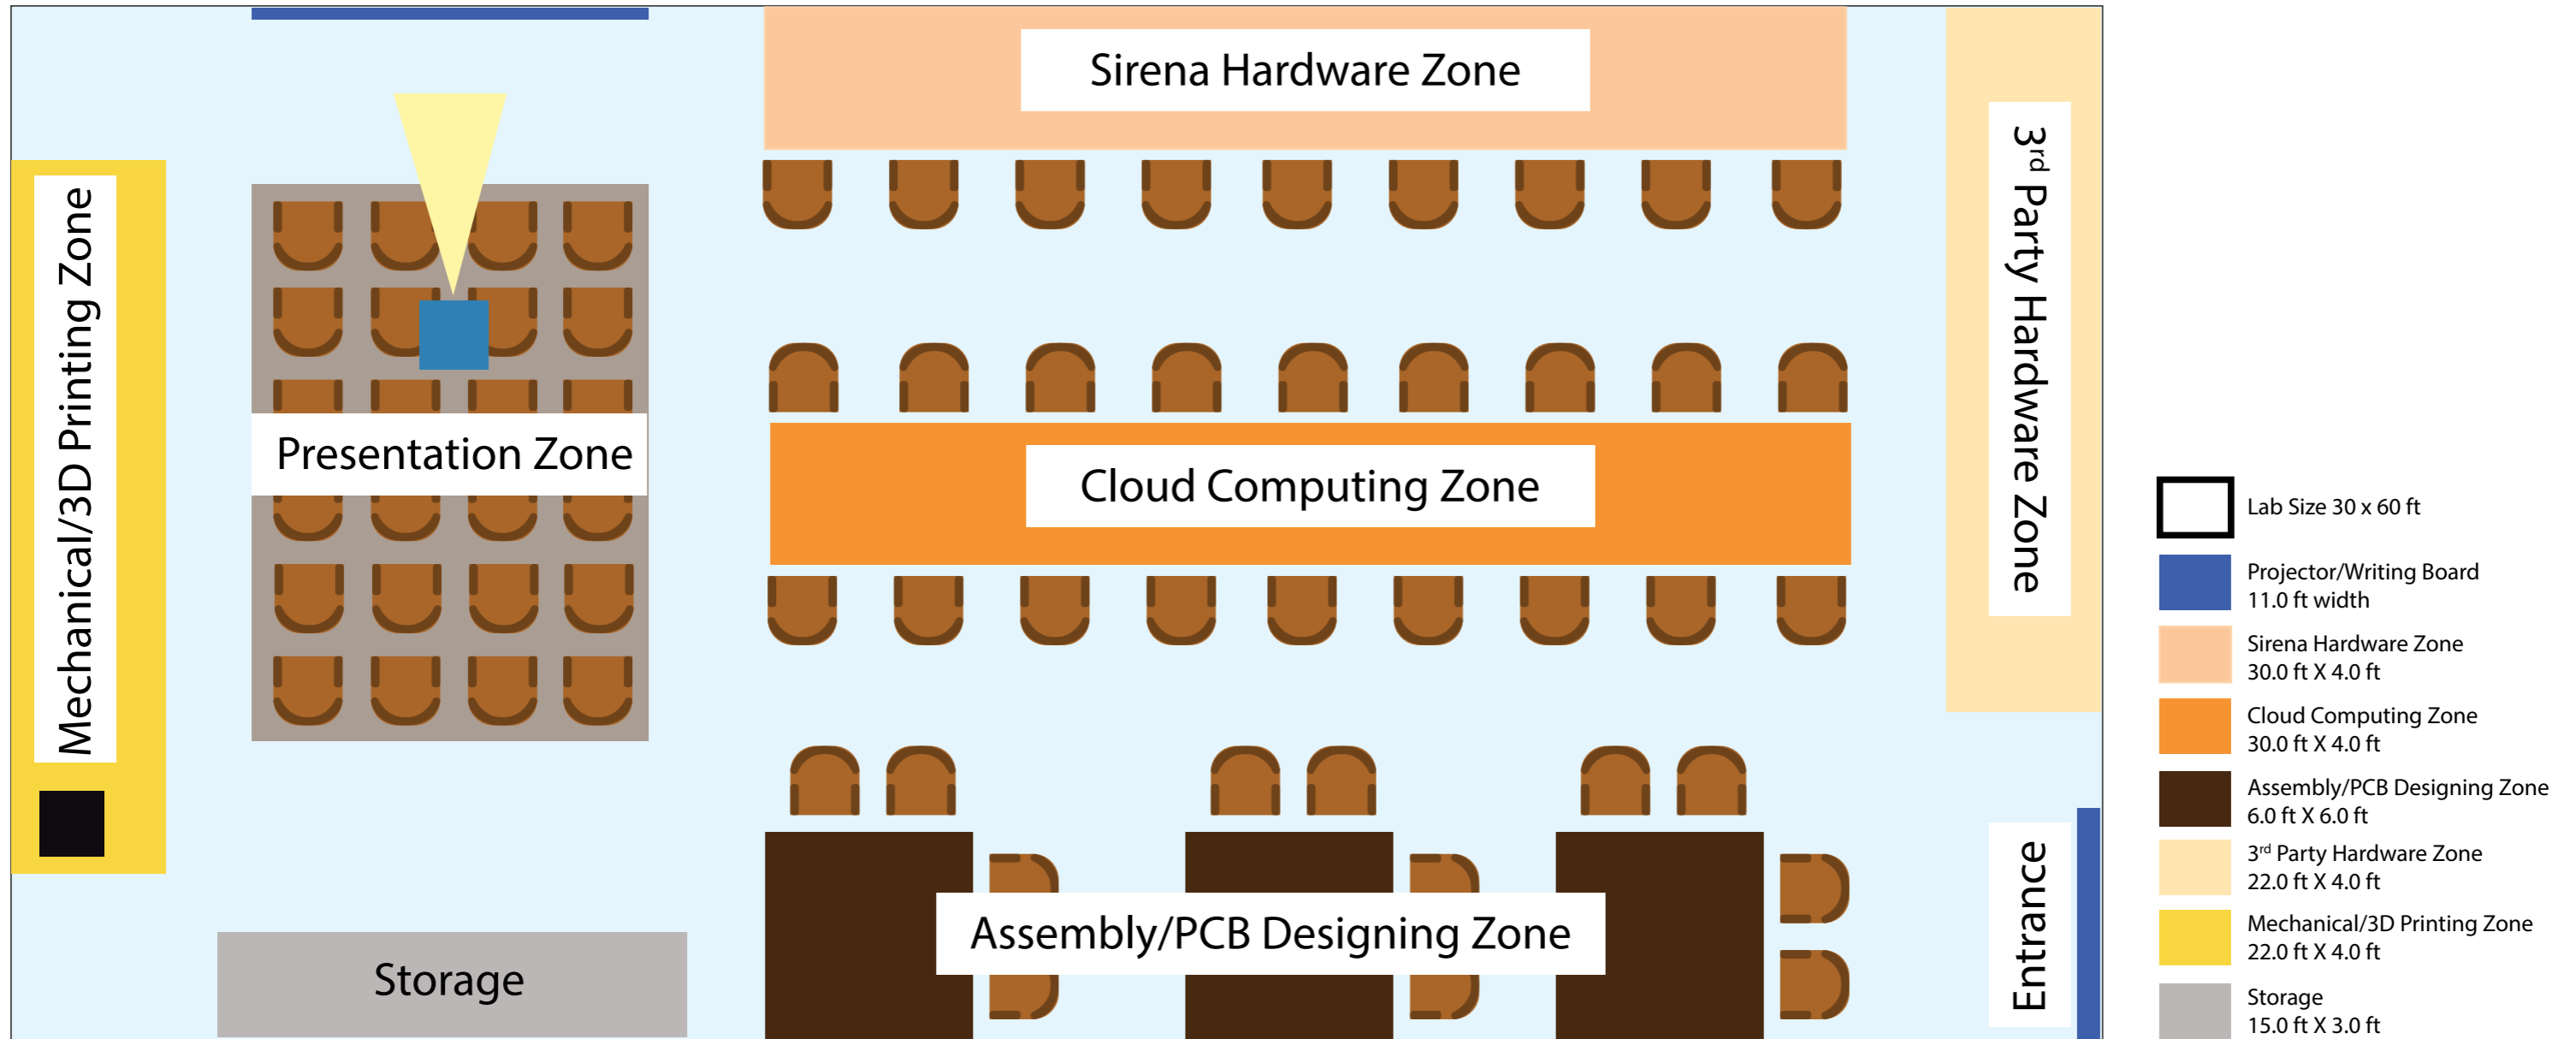 Sirena Hardware Zone
3rd Party Hardware Zone
Mechanical/3D Printing Zone
Presentation Zone
Cloud Computing Zone
Assembly/PCB Designing Zone
Storage
Entrance
Lab Size 30 x 60 ft
Projector/Writing Board
11.0 ft width
Sirena Hardware Zone
30.0 ft X 4.0 ft
Cloud Computing Zone
30.0 ft X 4.0 ft
Assembly/PCB Designing Zone
6.0 ft X 6.0 ft
3rd Party Hardware Zone
22.0 ft X 4.0 ft
Mechanical/3D Printing Zone
22.0 ft X 4.0 ft
Storage
15.0 ft X 3.0 ft